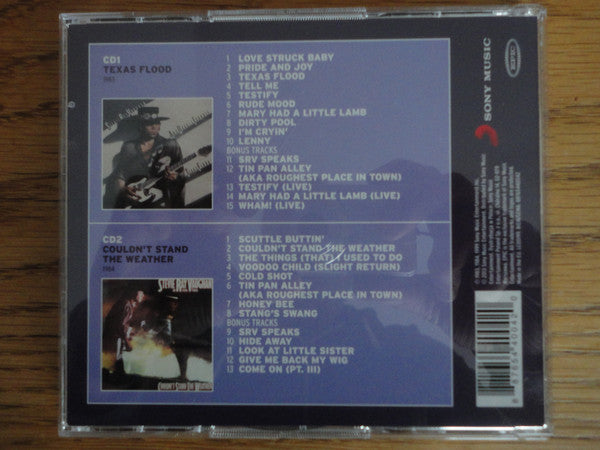 CD1
TEXAS FLOOD
1983
1 LOVE STRUCK BABY
2 PRIDE AND JOY
3 TEXAS FLOOD
4 TELL ME
5 TESTIFY
6 RUDE MOOD
7 MARY HAD A LITTLE LAMB
8 DIRTY POOL
9 I'M CRYIN'
10 LENNY
BONUS TRACKS
11 SRV SPEAKS
12 TIN PAN ALLEY
(AKA ROUGHEST PLACE IN TOWN)
13 TESTIFY (LIVE)
14 MARY HAD A LITTLE LAMB (LIVE)
15 WHAM! (LIVE)
CD2
COULDN'T STAND
THE WEATHER
1984
STEVIE RAY VAUGHAN
COULDN'T STAND THE WEATHER
1 SCUTTLE BUTTIN'
2 COULDN'T STAND THE WEATHER
3 THE THINGS (THAT) I USED TO DO
4 VOODOO CHILD (SLIGHT RETURN)
5 COLD SHOT
6 TIN PAN ALLEY
(AKA ROUGHEST PLACE IN TOWN)
7 HONEY BEE
8 STANG'S SWANG
BONUS TRACKS
9 SRV SPEAKS
10 HIDE AWAY
11 LOOK AT LITTLE SISTER
12 GIVE ME BACK MY WIG
13 COME ON (PT. III)
SONY MUSIC
EPIC